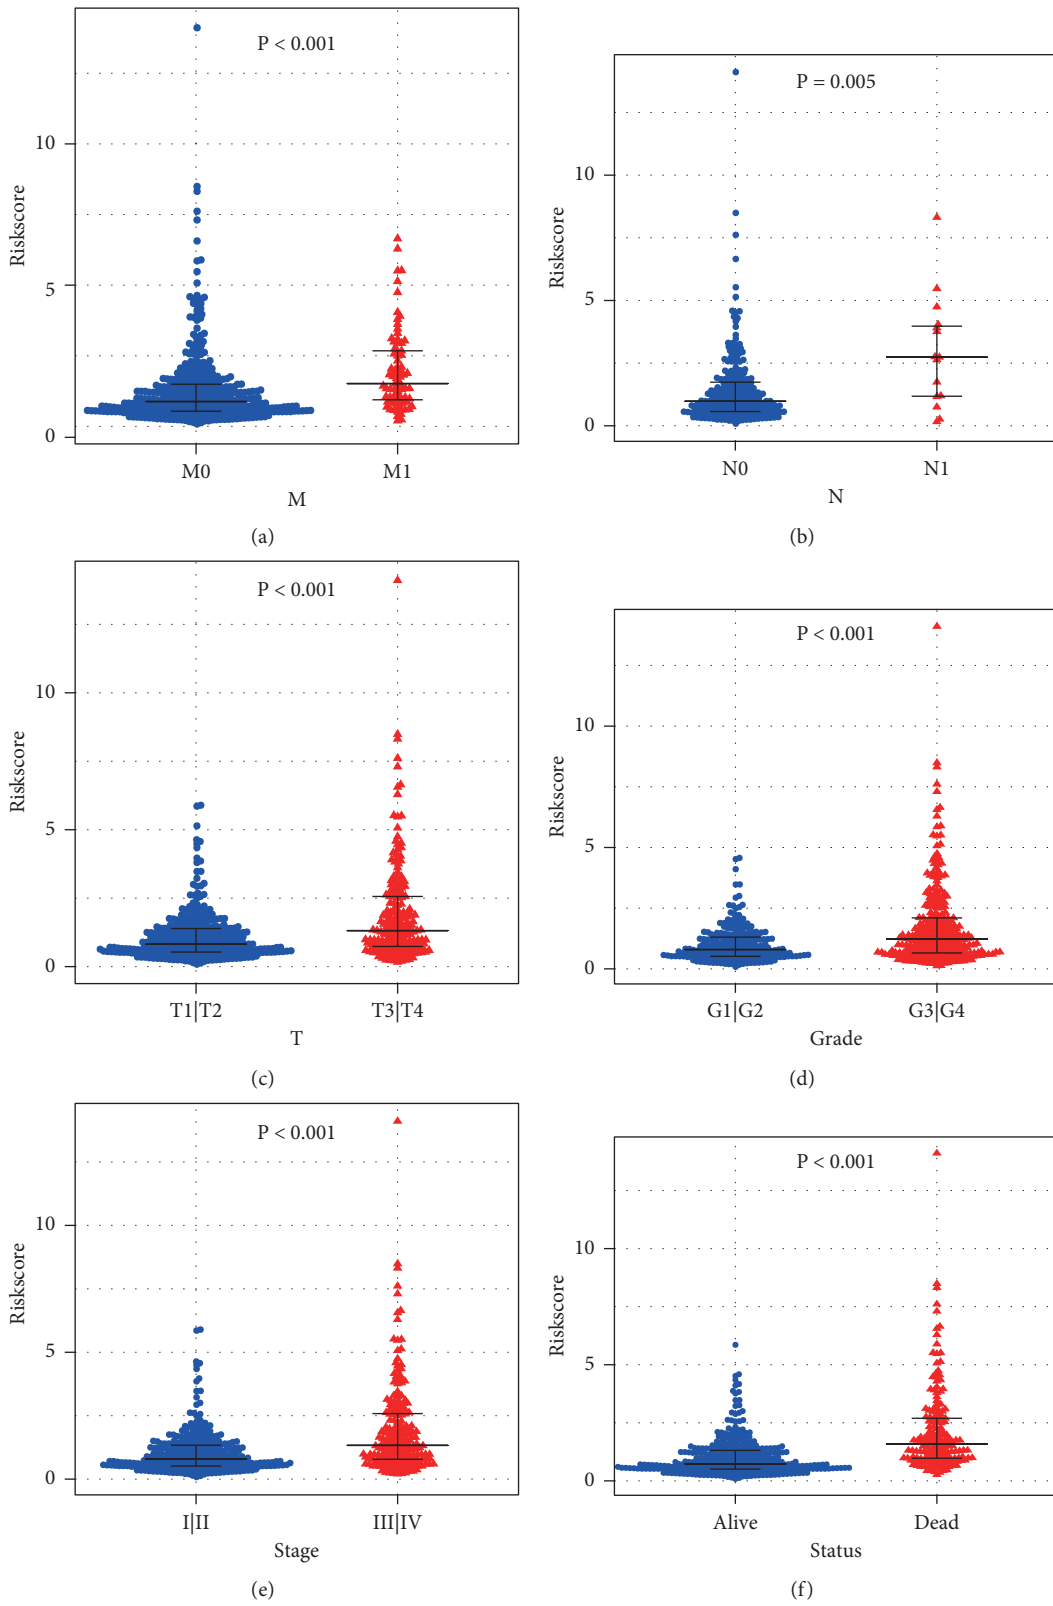 P < 0.001
10
5
0
Riskscore
M0 M1
M
(a)
P = 0.005
10
5
0
Riskscore
N0 N1
N
(b)
P < 0.001
10
5
0
Riskscore
T1|T2 T3|T4
T
(c)
P < 0.001
10
5
0
Riskscore
G1|G2 G3|G4
Grade
(d)
P < 0.001
10
5
0
Riskscore
I|II III|IV
Stage
(e)
P < 0.001
10
5
0
Riskscore
Alive Dead
Status
(f)